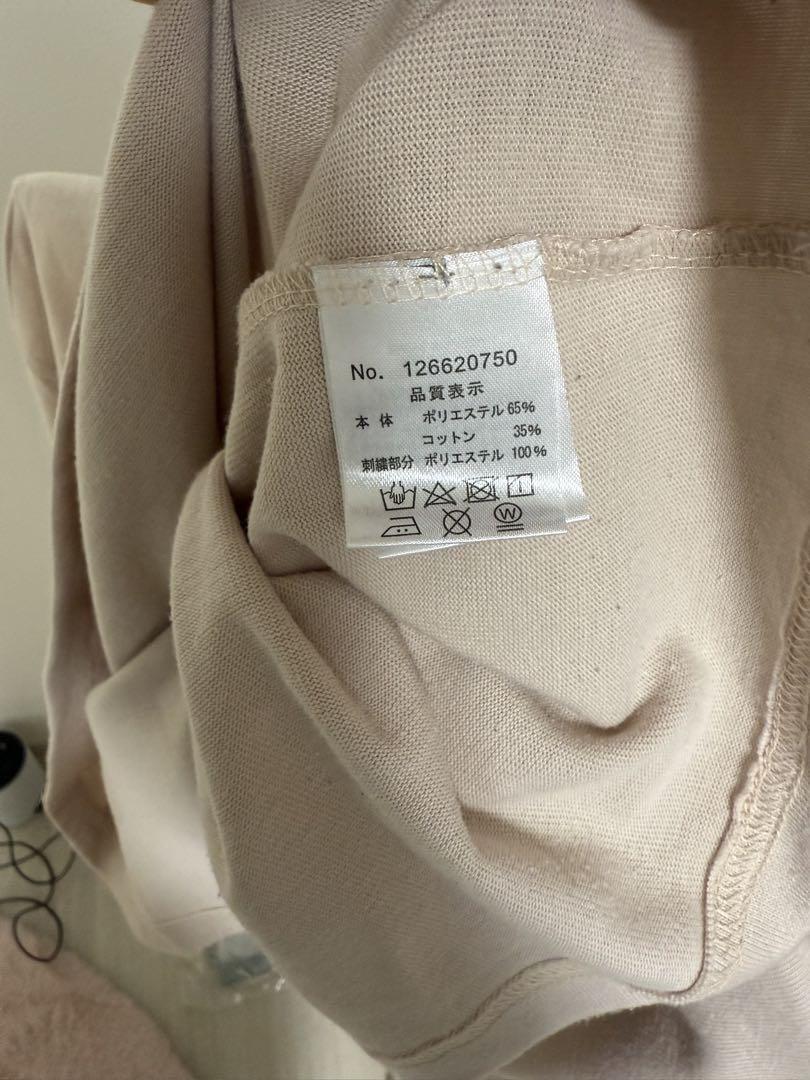 No. 126620750
品質表示
本 体 ポリエステル 65%
コットン 35%
刺繍部分 ポリエステル 100%
W